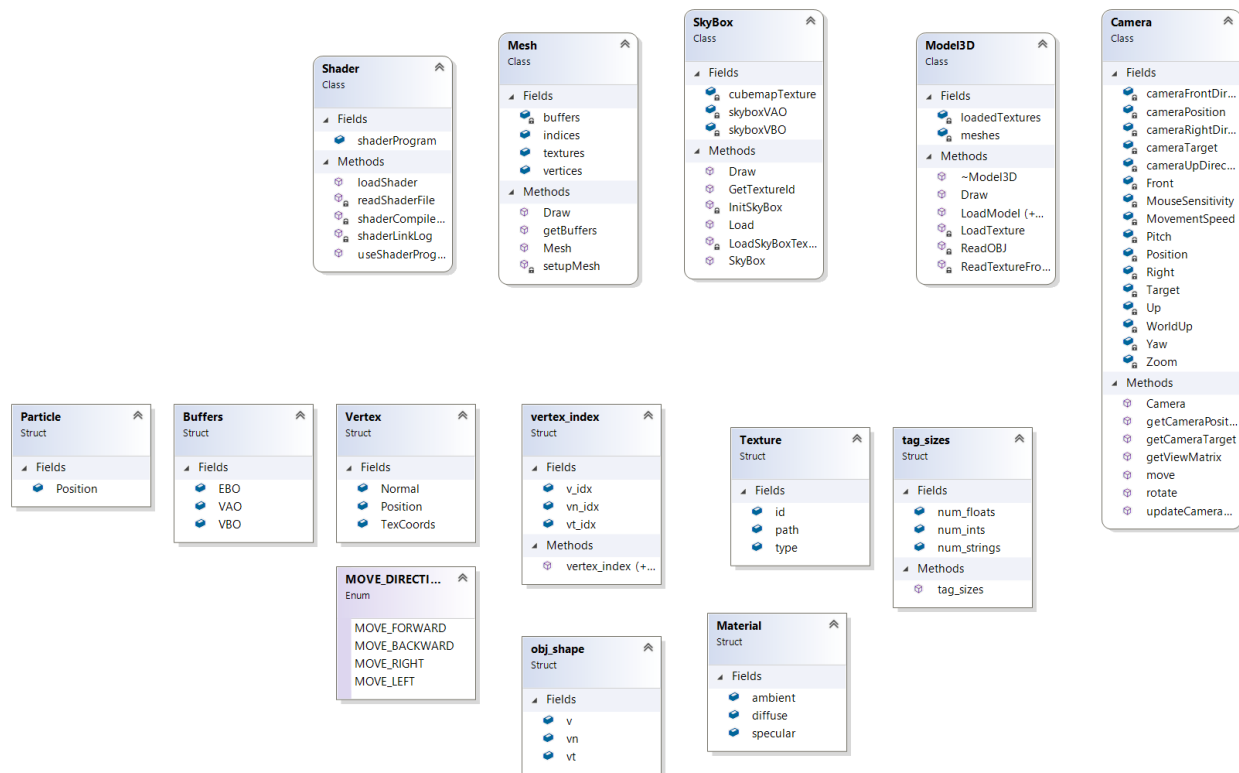 Shader
Class
Fields
shaderProgram
Methods
loadShader
readShaderFile
shaderCompile...
shaderLinkLog
useShaderProg...
Mesh
Class
Fields
buffers
indices
textures
vertices
Methods
Draw
getBuffers
Mesh
setupMesh
SkyBox
Class
Fields
cubemapTexture
skyboxVAO
skyboxVBO
Methods
Draw
GetTextureId
InitSkyBox
Load
LoadSkyBoxTex...
SkyBox
Model3D
Class
Fields
loadedTextures
meshes
Methods
~Model3D
Draw
LoadModel (+...
LoadTexture
ReadOBJ
ReadTextureFro...
Camera
Class
Fields
cameraFrontDir...
cameraPosition
cameraRightDir...
cameraTarget
cameraUpDirec...
Front
MouseSensitivity
MovementSpeed
Pitch
Position
Right
Target
Up
WorldUp
Yaw
Zoom
Methods
Camera
getCameraPosit...
getCameraTarget
getViewMatrix
move
rotate
updateCamera...
Particle
Struct
Fields
Position
Buffers
Struct
Fields
EBO
VAO
VBO
Vertex
Struct
Fields
Normal
Position
TexCoords
vertex_index
Struct
Fields
v_idx
vn_idx
vt_idx
Methods
vertex_index (+...
Texture
Struct
Fields
id
path
type
tag_sizes
Struct
Fields
num_floats
num_ints
num_strings
Methods
tag_sizes
MOVE_DIRECTI...
Enum
MOVE_FORWARD
MOVE_BACKWARD
MOVE_RIGHT
MOVE_LEFT
obj_shape
Struct
Fields
v
vn
vt
Material
Struct
Fields
ambient
diffuse
specular